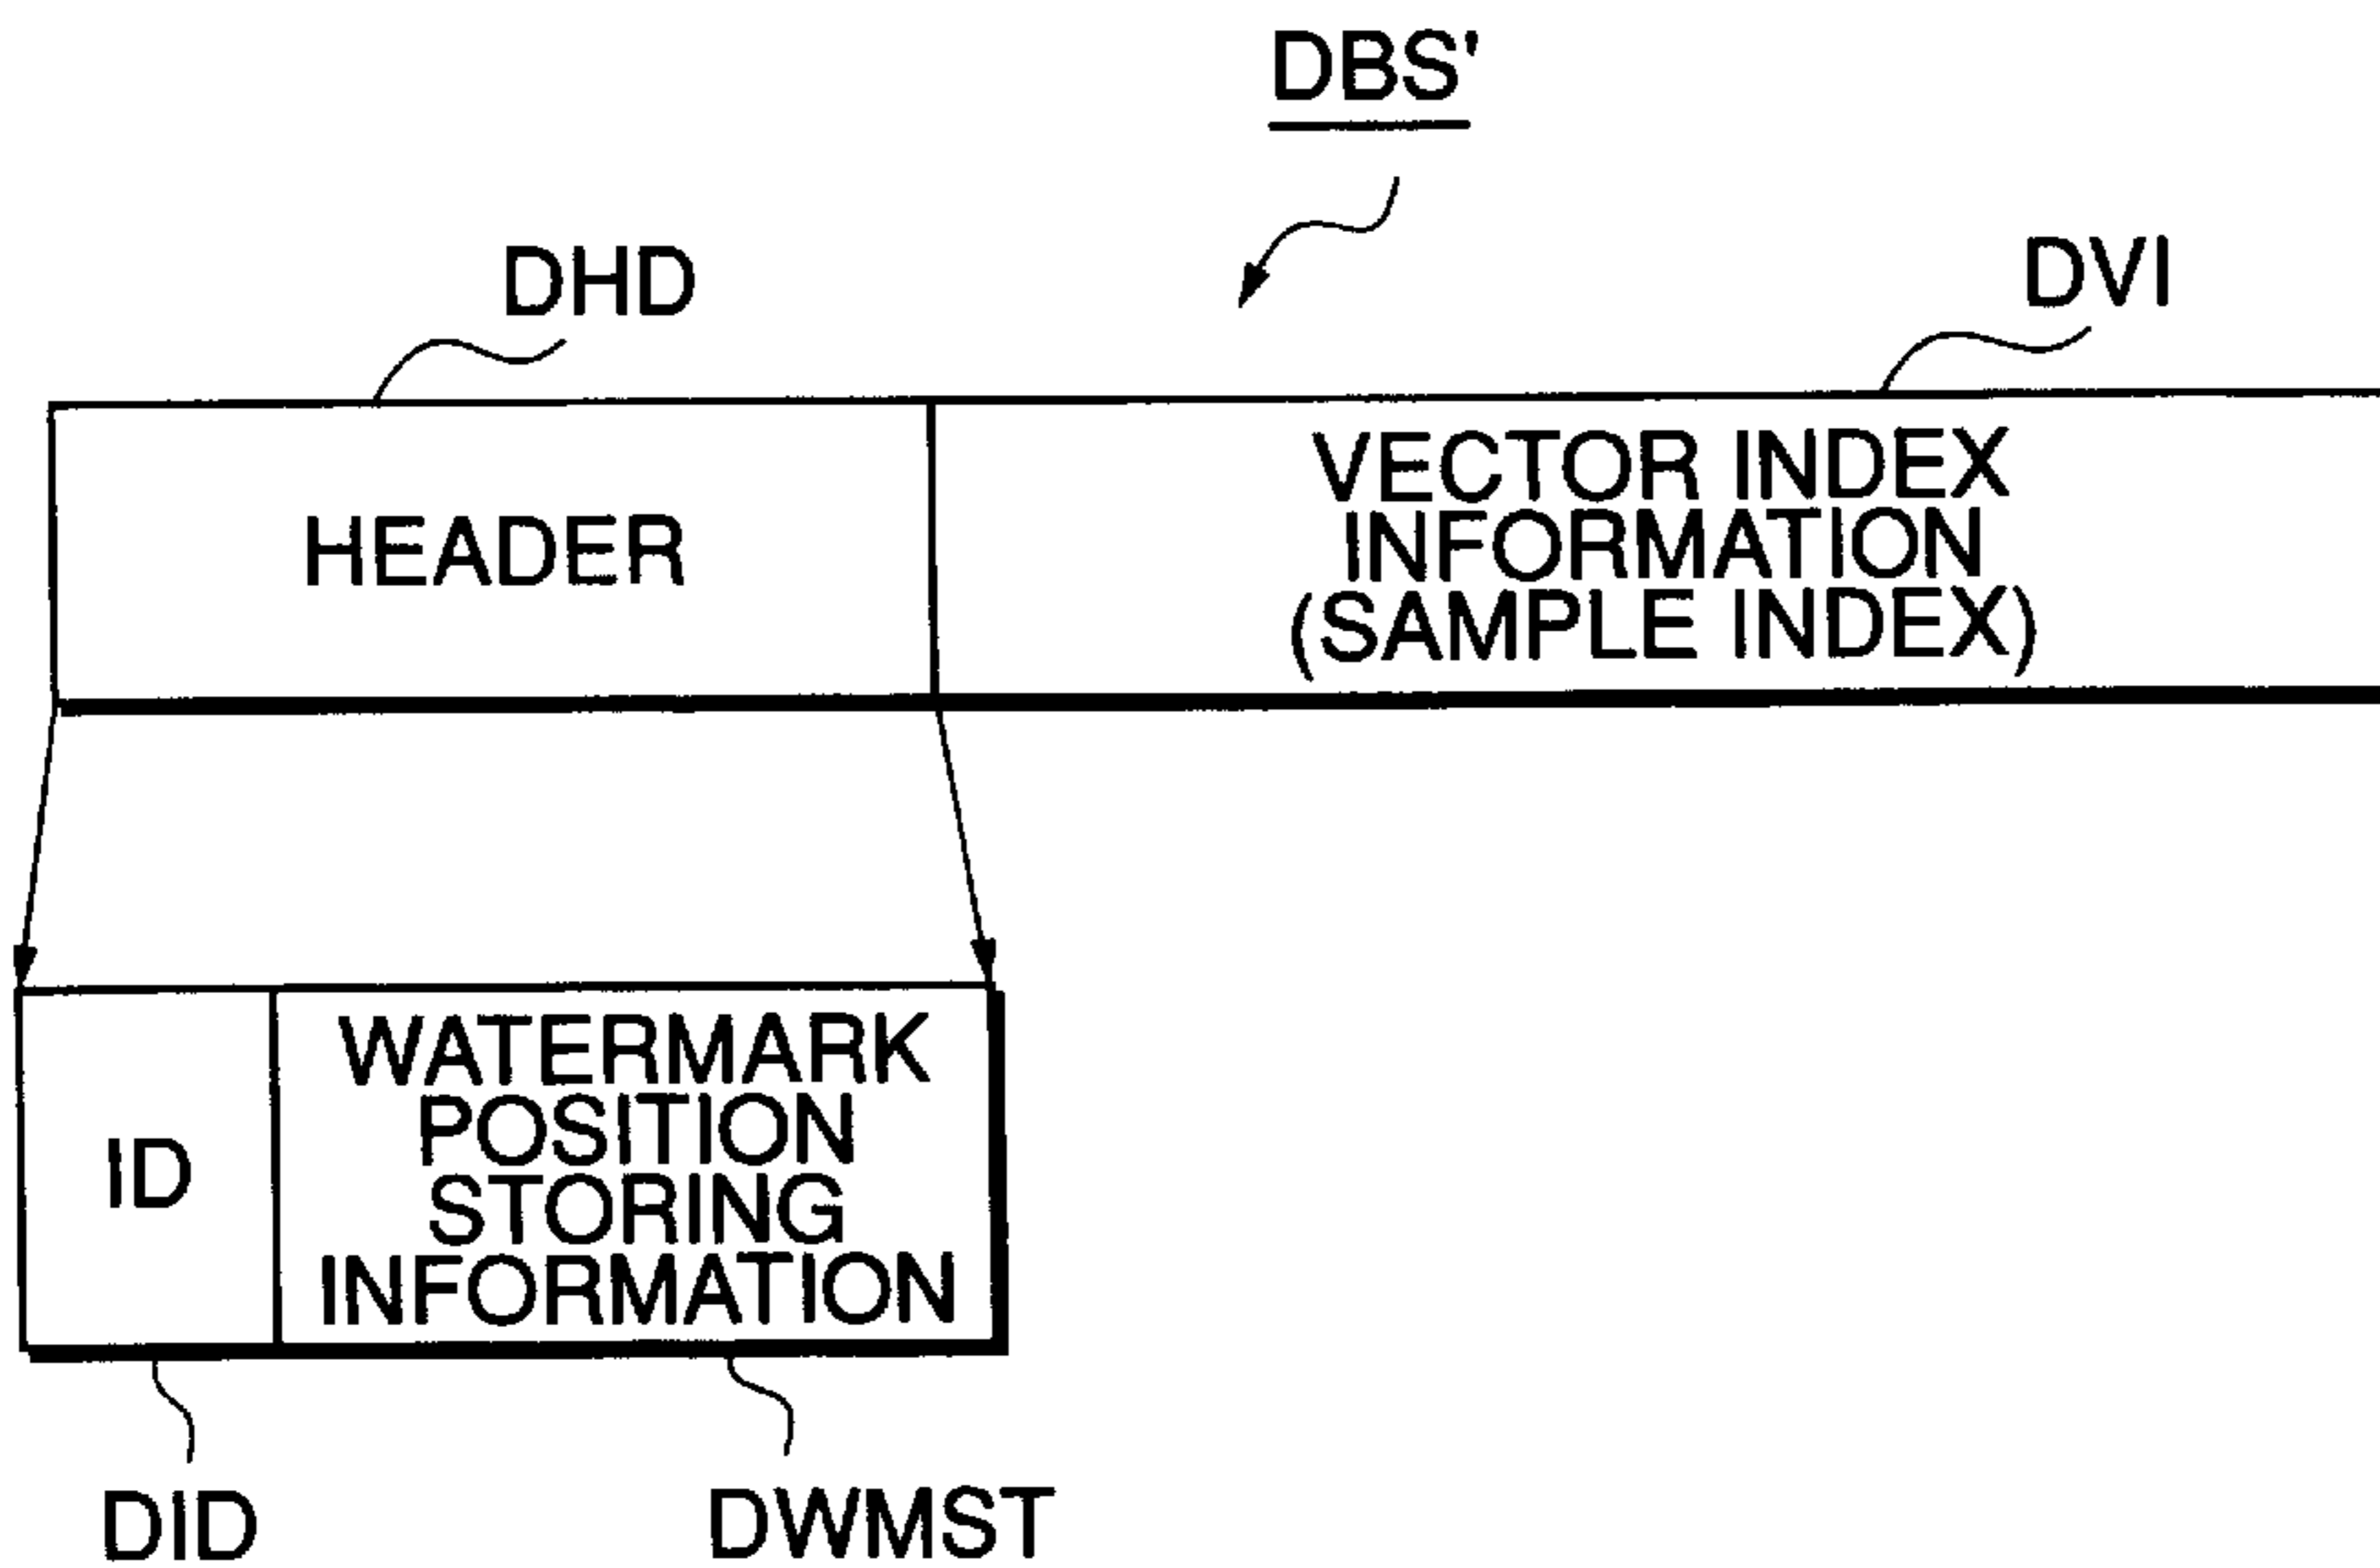 DBS'
DHD
DVI
HEADER
VECTOR INDEX
INFORMATION
(SAMPLE INDEX)
ID
WATERMARK
POSITION
STORING
INFORMATION
DID
DWMST